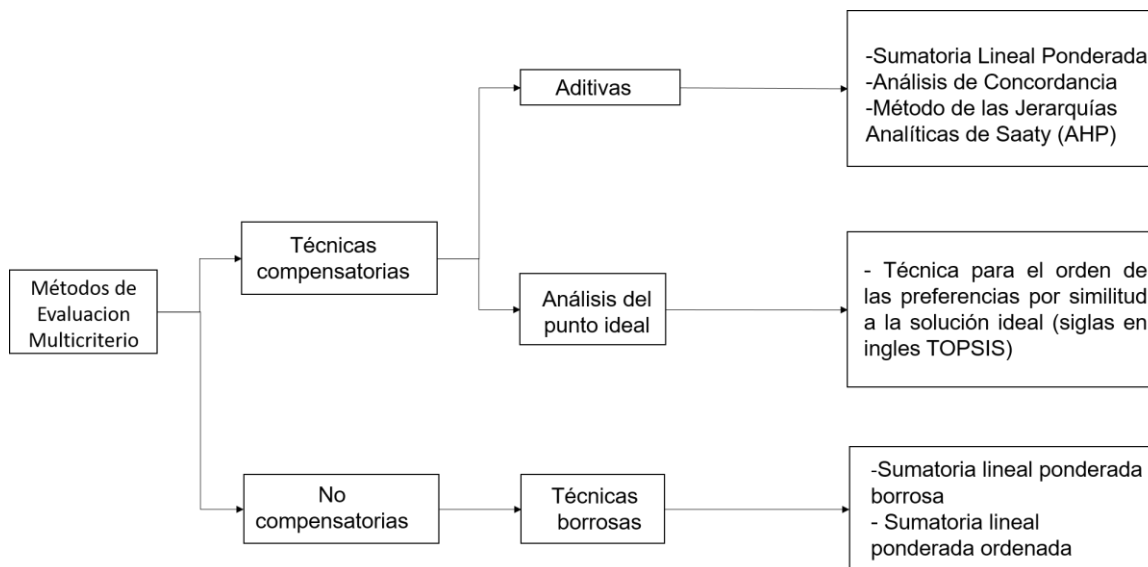 Métodos de
Evaluacion
Multicriterio
Técnicas
compensatorias
No
compensatorias
Aditivas
Análisis del
punto ideal
Técnicas
borrosas
-Sumatoria Lineal Ponderada
-Análisis de Concordancia
-Método de las Jerarquías
Analíticas de Saaty (AHP)
- Técnica para el orden de
las preferencias por similitud
a la solución ideal (siglas en
ingles TOPSIS)
-Sumatoria lineal ponderada
borrosa
- Sumatoria lineal
ponderada ordenada